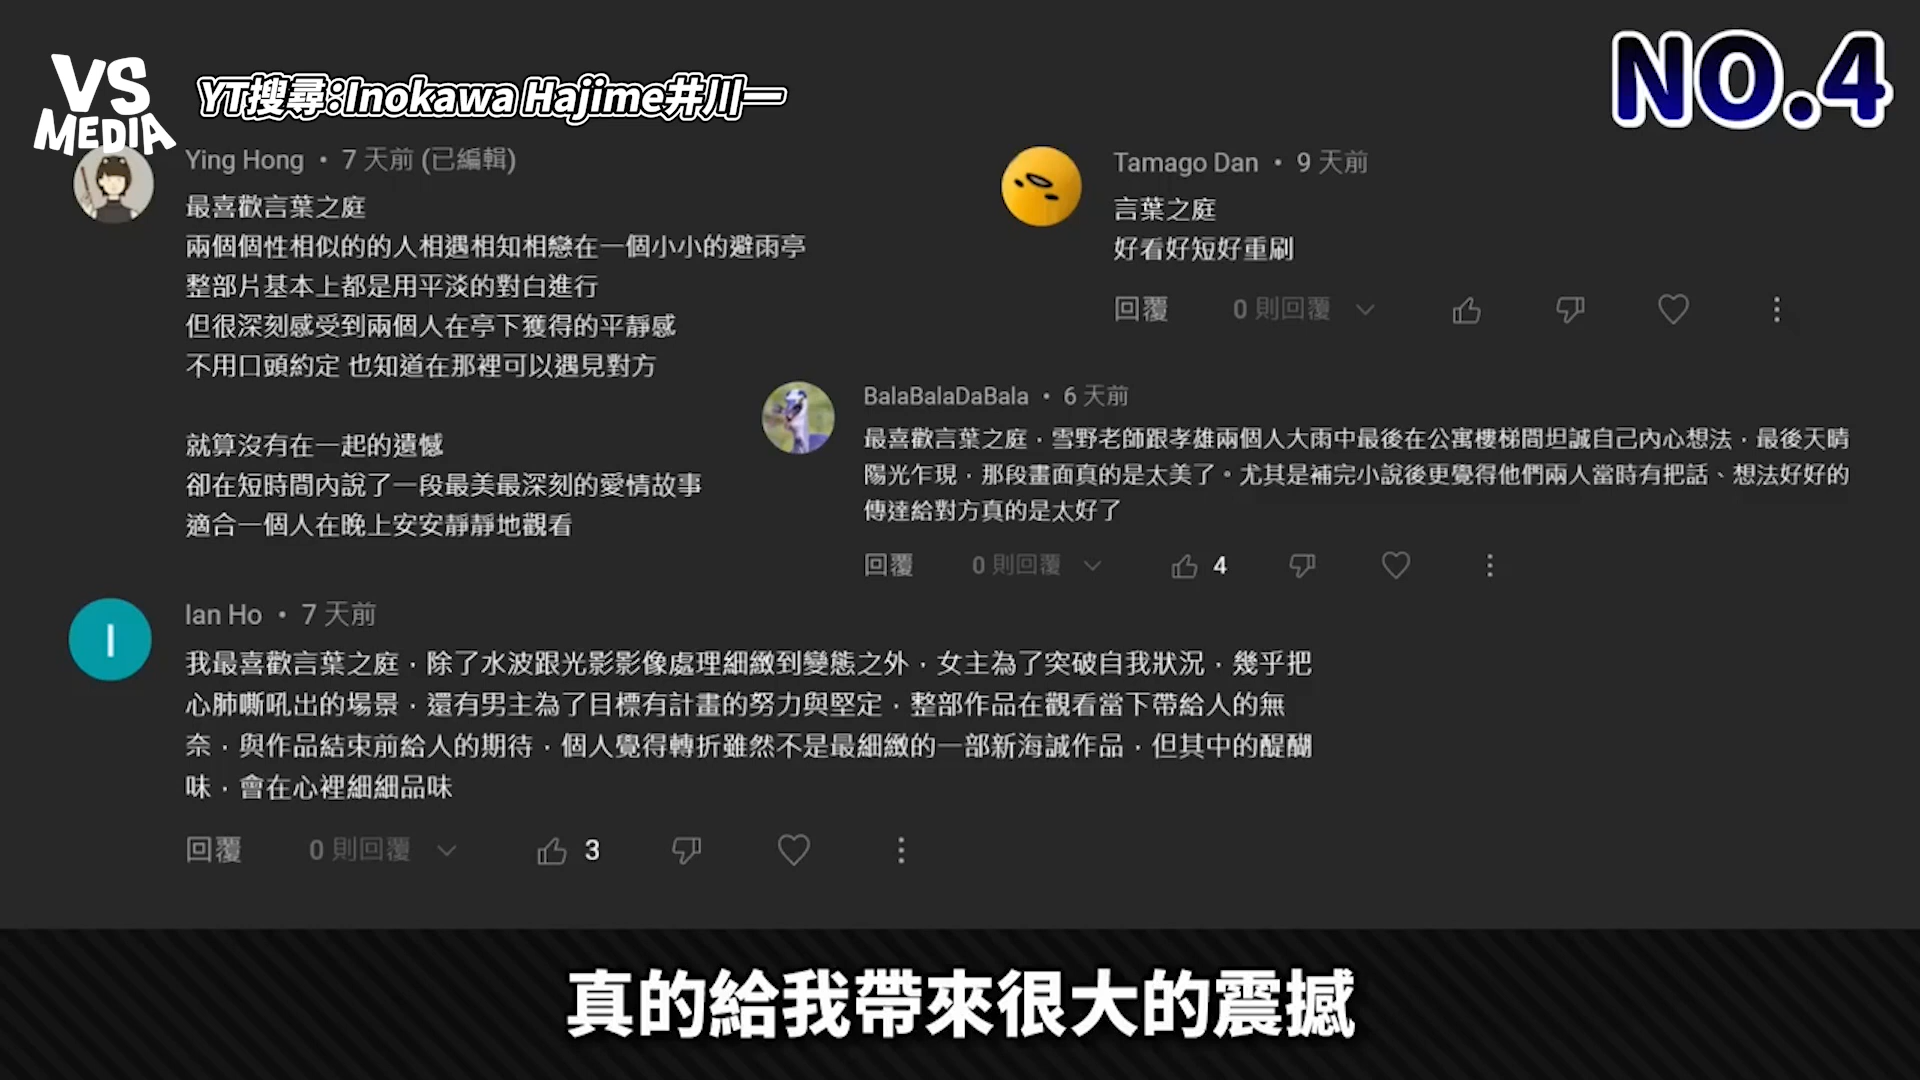 VS
MEDIA
YT搜尋:Inokawa Hajime井川一
NO.4
Ying Hong • 7 天前 (已編輯)
最喜歡言葉之庭
兩個個性相似的的人相遇相知相戀在一個小小的避雨亭
整部片基本上都是用平淡的對白進行
但很深刻感受到兩個人在亭下獲得的平靜感
不用口頭約定 也知道在那裡可以遇見對方
就算沒有在一起的遺憾
卻在短時間內說了一段最美最深刻的愛情故事
適合一個人在晚上安安靜靜地觀看
Tamago Dan • 9 天前
言葉之庭
好看好短好重刷
回覆 0 則回覆
BalaBalaDaBala • 6 天前
最喜歡言葉之庭，雪野老師跟孝雄兩個人大雨中最後在公寓樓梯間坦誠自己內心想法，最後天晴
陽光乍現，那段畫面真的是太美了。尤其是補完小說後更覺得他們兩人當時有把話、想法好好的
傳達給對方真的是太好了
回覆 0 則回覆 4
I
Ian Ho • 7 天前
我最喜歡言葉之庭，除了水波跟光影影像處理細緻到變態之外，女主為了突破自我狀況，幾乎把
心肺嘶吼出的場景，還有男主為了目標有計畫的努力與堅定，整部作品在觀看當下帶給人的無
奈，與作品結束前給人的期待，個人覺得轉折雖然不是最細緻的一部新海誠作品，但其中的醍醐
味，會在心裡細細品味
回覆 0 則回覆 3
真的給我帶來很大的震撼